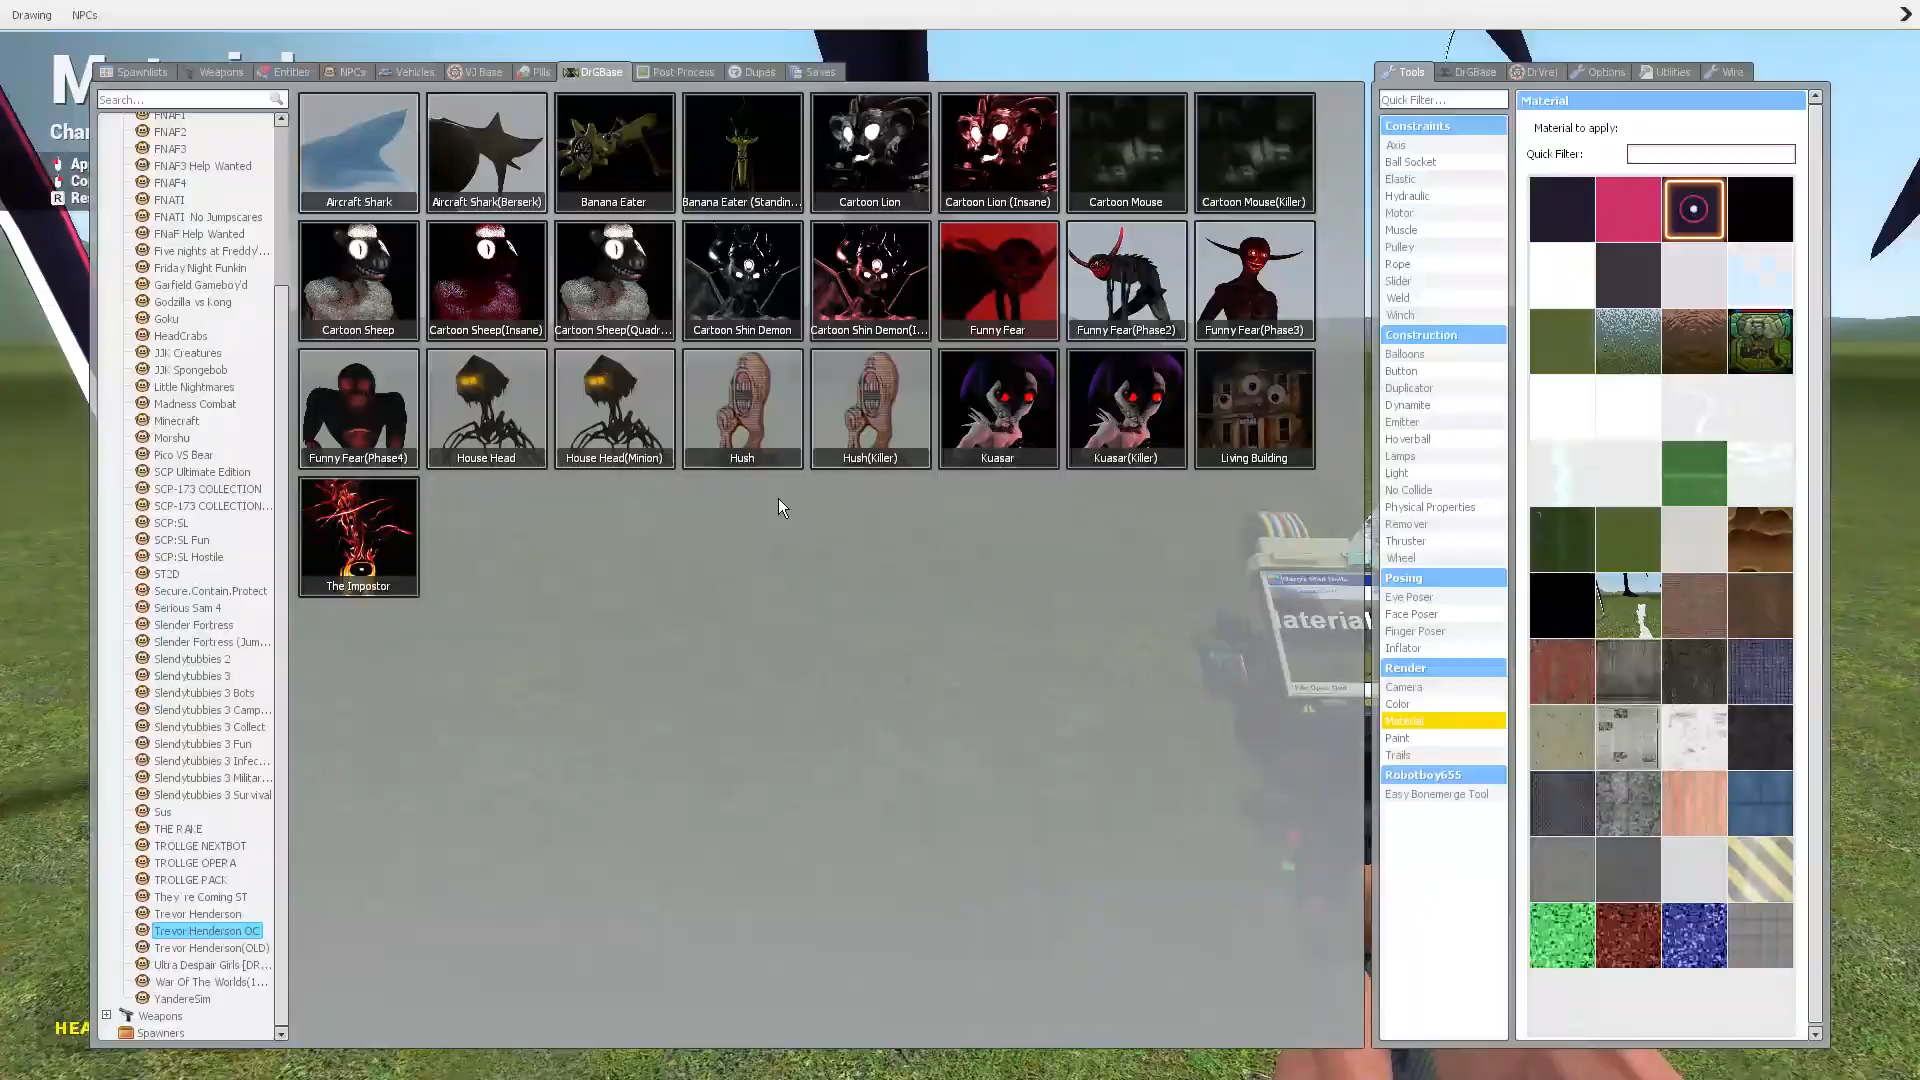 Drawing NPCs
Spawnlists Weapons Entities NPCs Vehicles VJ Base Pills DrGBase Post Process Dupes Saves
Search...
FNAF1
FNAF2
FNAF3
FNAF3 Help Wanted
FNAF4
FNATI
FNATI No Jumpscares
FNaF Help Wanted
Five nights at Freddy'...
Friday Night Funkin
Garfield Gameboy'd
Godzilla vs Kong
Goku
HeadCrabs
JJK Creatures
JJK Spongebob
Little Nightmares
Madness Combat
Minecraft
Morshu
Pico VS Bear
SCP Ultimate Edition
SCP-173 COLLECTION
SCP-173 COLLECTION...
SCP:SL
SCP:SL Fun
SCP:SL Hostile
ST2D
Secure.Contain.Protect
Serious Sam 4
Slender Fortress
Slender Fortress (Jum...
Slendytubbies 2
Slendytubbies 3
Slendytubbies 3 Bots
Slendytubbies 3 Camp...
Slendytubbies 3 Collect
Slendytubbies 3 Fun
Slendytubbies 3 Infec...
Slendytubbies 3 Militar...
Slendytubbies 3 Survival
Sus
THE RAKE
TROLLGE NEXTBOT
TROLLGE OPERA
TROLLGE PACK
They're Coming ST
Trevor Henderson
Trevor Henderson OC
Trevor Henderson(OLD)
Ultra Despair Girls [DR...
War Of The Worlds(1...
YandereSim
Weapons
Spawners
Aircraft Shark
Aircraft Shark(Berserk)
Banana Eater
Banana Eater (Standin...
Cartoon Lion
Cartoon Lion (Insane)
Cartoon Mouse
Cartoon Mouse(Killer)
Cartoon Sheep
Cartoon Sheep(Insane)
Cartoon Sheep(Quadr...
Cartoon Shin Demon
Cartoon Shin Demon(I...
Funny Fear
Funny Fear(Phase2)
Funny Fear(Phase3)
Funny Fear(Phase4)
House Head
House Head(Minion)
Hush
Hush(Killer)
Kuasar
Kuasar(Killer)
Living Building
The Impostor
Tools DrGBase DrVrej Options Utilities Wire
Quick Filter...
Constraints
Axis
Ball Socket
Elastic
Hydraulic
Motor
Muscle
Pulley
Rope
Slider
Weld
Winch
Construction
Balloons
Button
Duplicator
Dynamite
Emitter
Hoverball
Lamps
Light
No Collide
Physical Properties
Remover
Thruster
Wheel
Posing
Eye Poser
Face Poser
Finger Poser
Inflator
Render
Camera
Color
Material
Paint
Trails
Robotboy655
Easy Bonemerge Tool
Material
Material to apply:
Quick Filter:
R